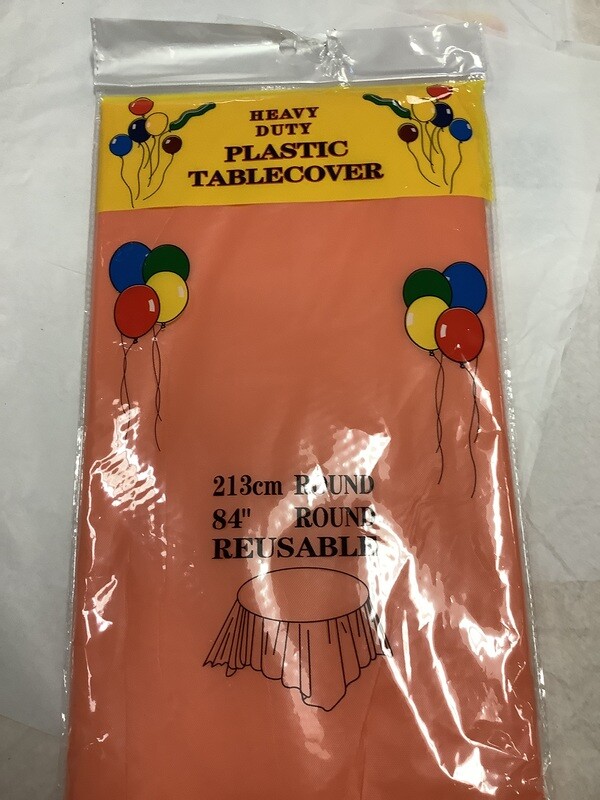 HEAVY
DUTY
PLASTIC
TABLECOVER
213cm ROUND
84" ROUND
REUSABLE